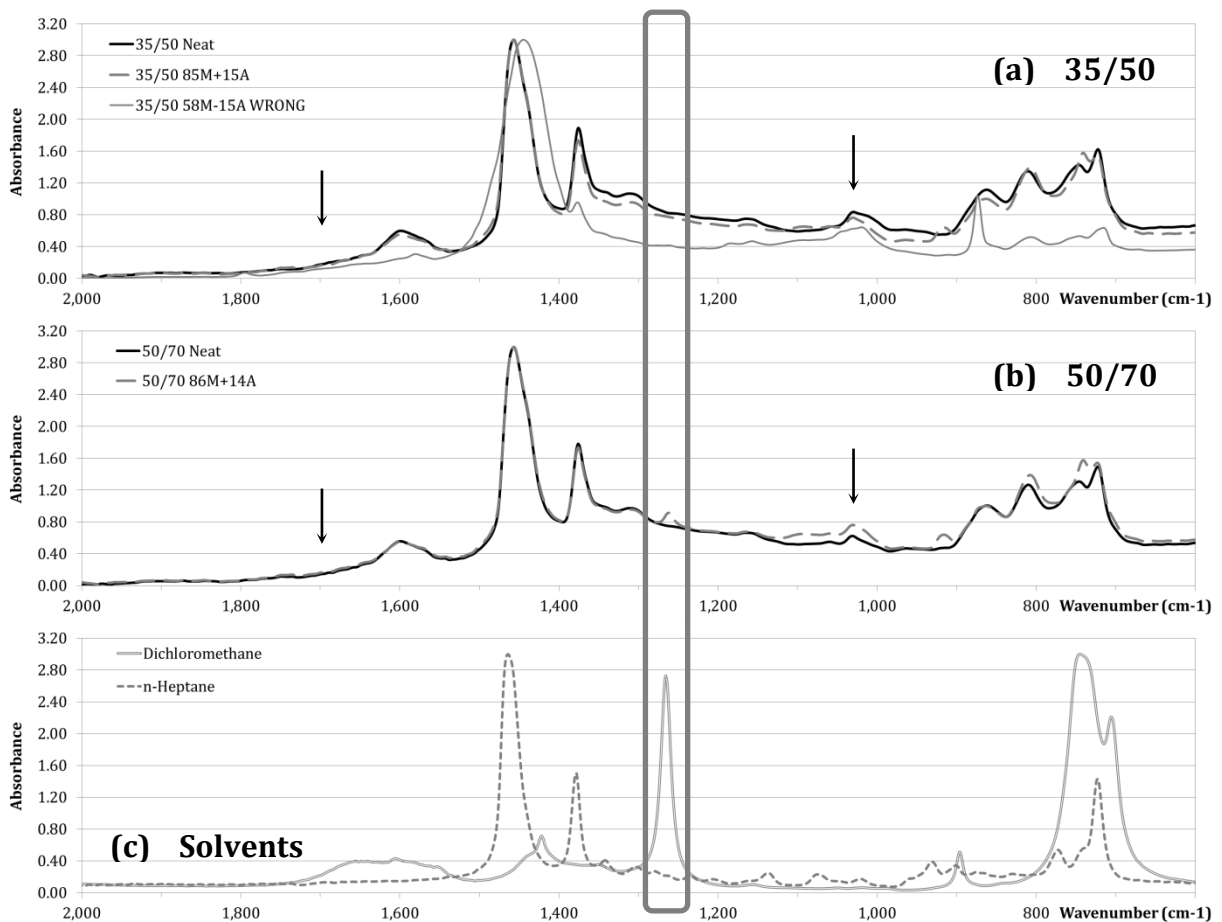 3.20
2.80
2.40
2.00
1.60
1.20
0.80
0.40
0.00
Absorbance
35/50 Neat
35/50 85M+15A
35/50 58M-15A WRONG
(a) 35/50
2,000 1,800 1,600 1,400 1,200 1,000 800 Wavenumber (cm-1)
3.20
2.80
2.40
2.00
1.60
1.20
0.80
0.40
0.00
Absorbance
50/70 Neat
50/70 86M+14A
(b) 50/70
2,000 1,800 1,600 1,400 1,200 1,000 800 Wavenumber (cm-1)
3.20
2.80
2.40
2.00
1.60
1.20
0.80
0.40
0.00
Absorbance
Dichloromethane
n-Heptane
(c) Solvents
2,000 1,800 1,600 1,400 1,200 1,000 800 Wavenumber (cm-1)